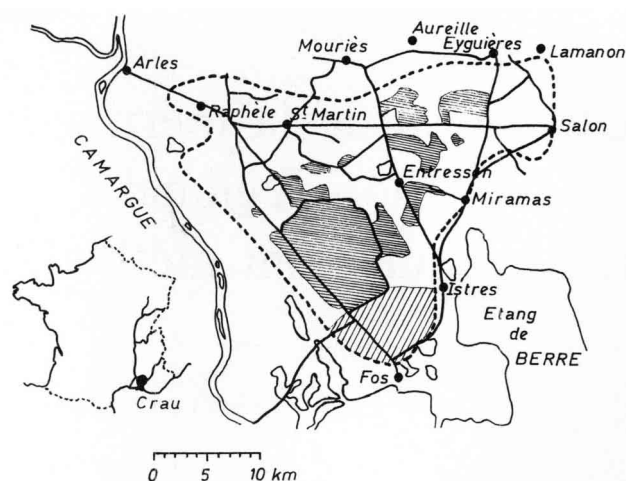 Aureille
Mouriès
Eyguières
Lamanon
Arles
Raphèle
St Martin
Salon
CAMARGUE
Entressen
Miramas
Istres
Etang
de
BERRE
Fos
Crau
0 5 10 km